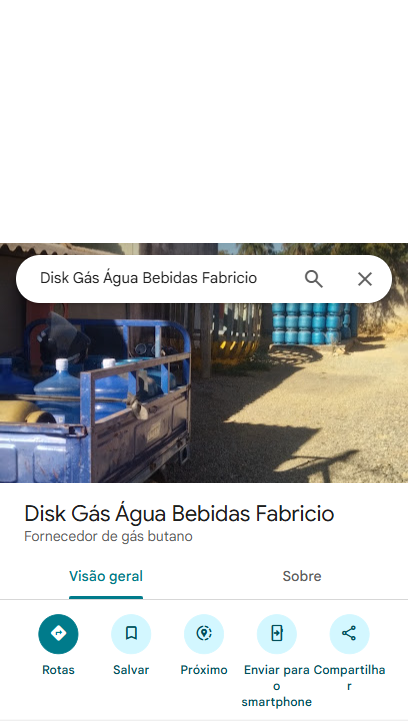 Disk Gás Água Bebidas Fabricio
Disk Gás Água Bebidas Fabricio
Fornecedor de gás butano
Visão geral
Sobre
Rotas
Salvar
Próximo
Enviar para
o
smartphone
Compartilha
r